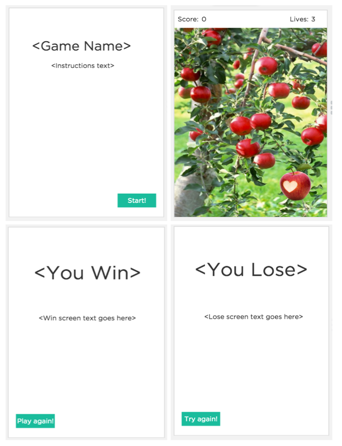 <Game Name>
<Instructions text>
Start!
Score: 0 Lives: 3
<You Win>
<Win screen text goes here>
Play again!
<You Lose>
<Lose screen text goes here>
Try again!